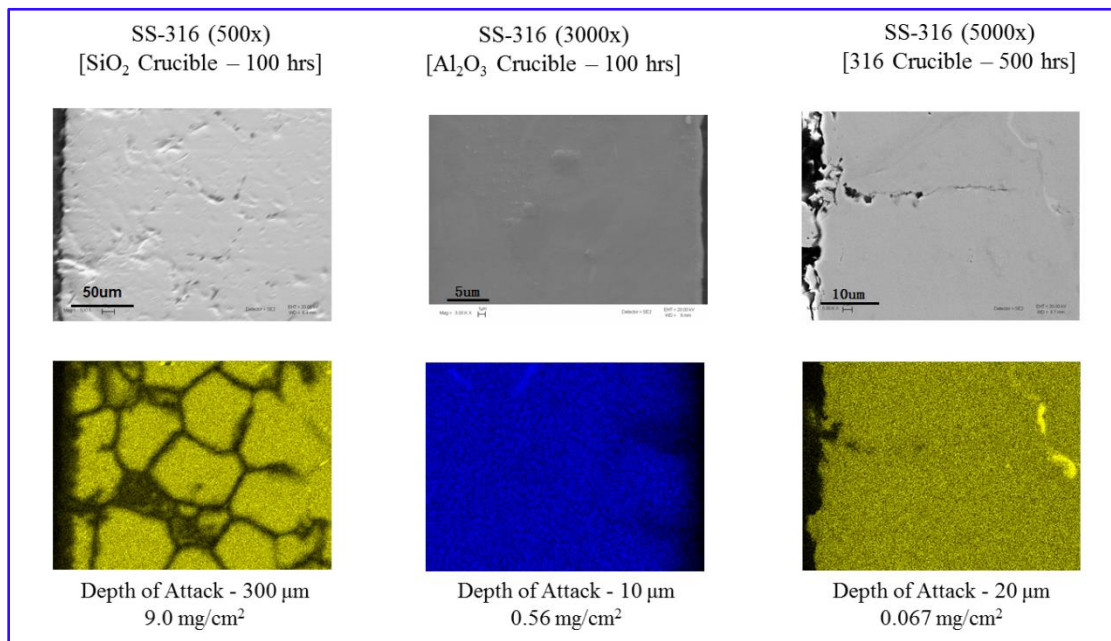 SS-316 (500x)
[SiO₂ Crucible – 100 hrs]
SS-316 (3000x)
[Al₂O₃ Crucible – 100 hrs]
SS-316 (5000x)
[316 Crucible – 500 hrs]
50um
5um
10um
Depth of Attack - 300 μm
9.0 mg/cm²
Depth of Attack - 10 μm
0.56 mg/cm²
Depth of Attack - 20 μm
0.067 mg/cm²